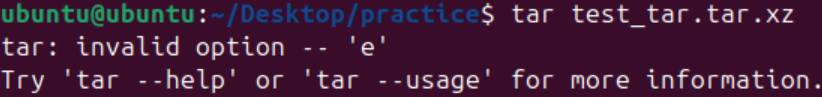 ubuntu@ubuntu:~/Desktop/practice$ tar test_tar.tar.xz
tar: invalid option -- 'e'
Try 'tar --help' or 'tar --usage' for more information.